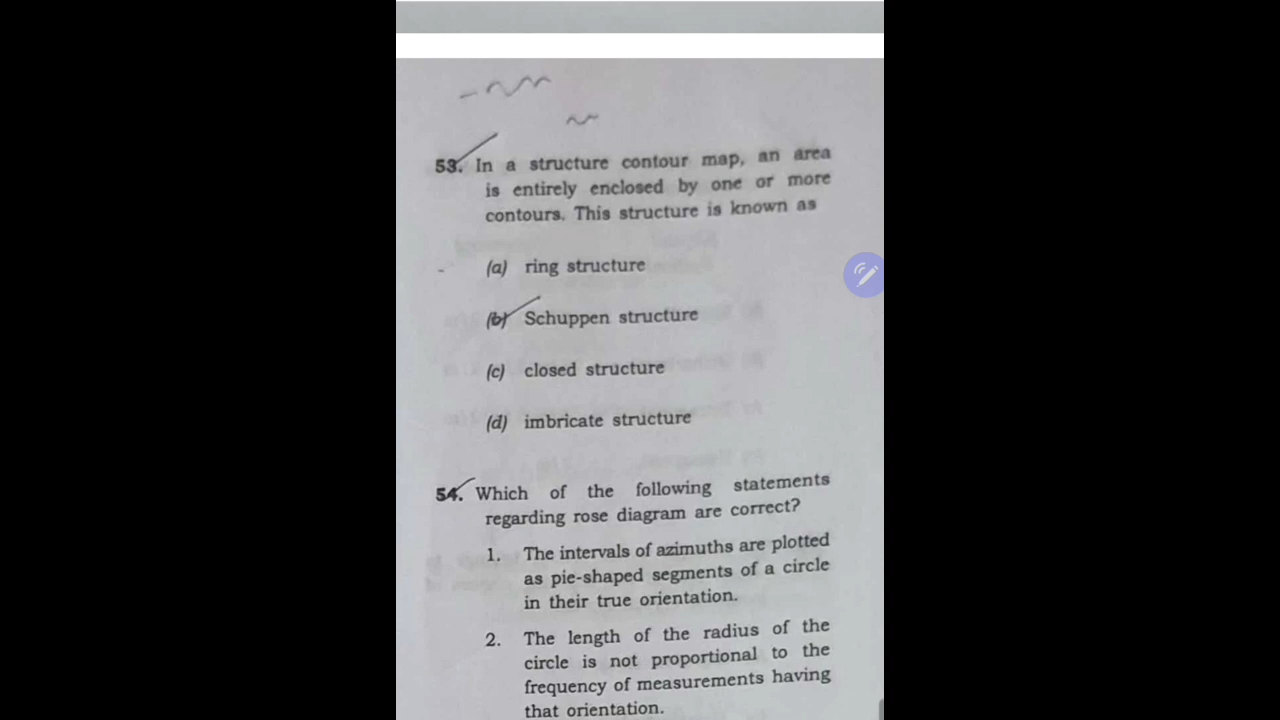 53. In a structure contour map, an area
is entirely enclosed by one or more
contours. This structure is known as
(a) ring structure
(b) Schuppen structure
(c) closed structure
(d) imbricate structure
54. Which of the following statements
regarding rose diagram are correct?
1. The intervals of azimuths are plotted
as pie-shaped segments of a circle
in their true orientation.
2. The length of the radius of the
circle is not proportional to the
frequency of measurements having
that orientation.